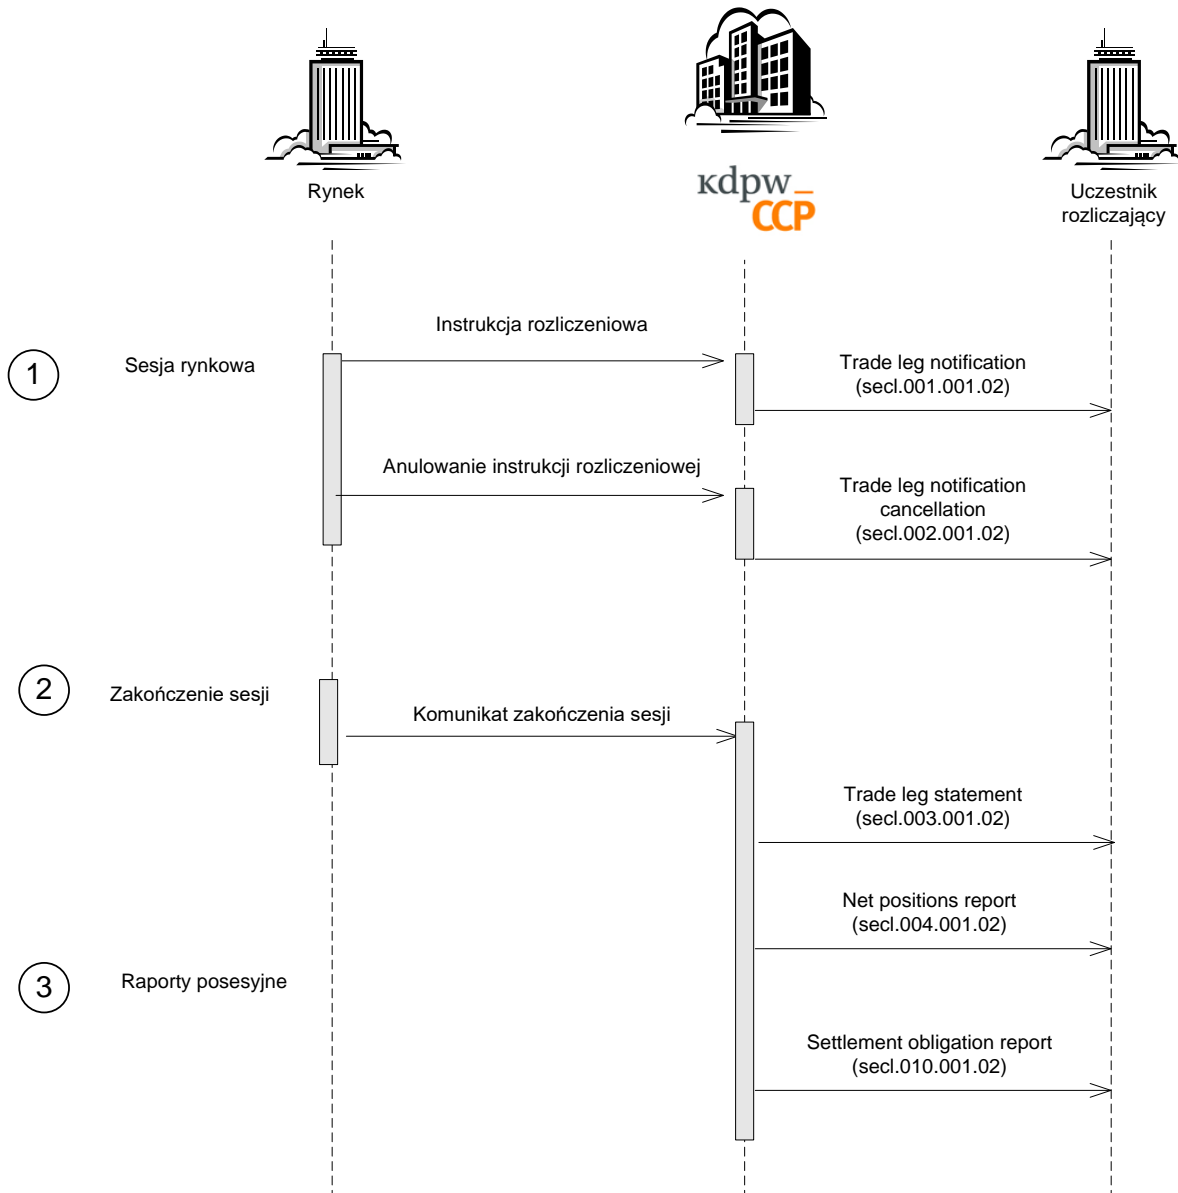 Rynek
кdpw_
CCP
Uczestnik
rozliczający
1
Sesja rynkowa
Instrukcja rozliczeniowa
Trade leg notification
(secl.001.001.02)
Anulowanie instrukcji rozliczeniowej
Trade leg notification
cancellation
(secl.002.001.02)
2
Zakończenie sesji
Komunikat zakończenia sesji
Trade leg statement
(secl.003.001.02)
Net positions report
(secl.004.001.02)
3
Raporty posesyjne
Settlement obligation report
(secl.010.001.02)